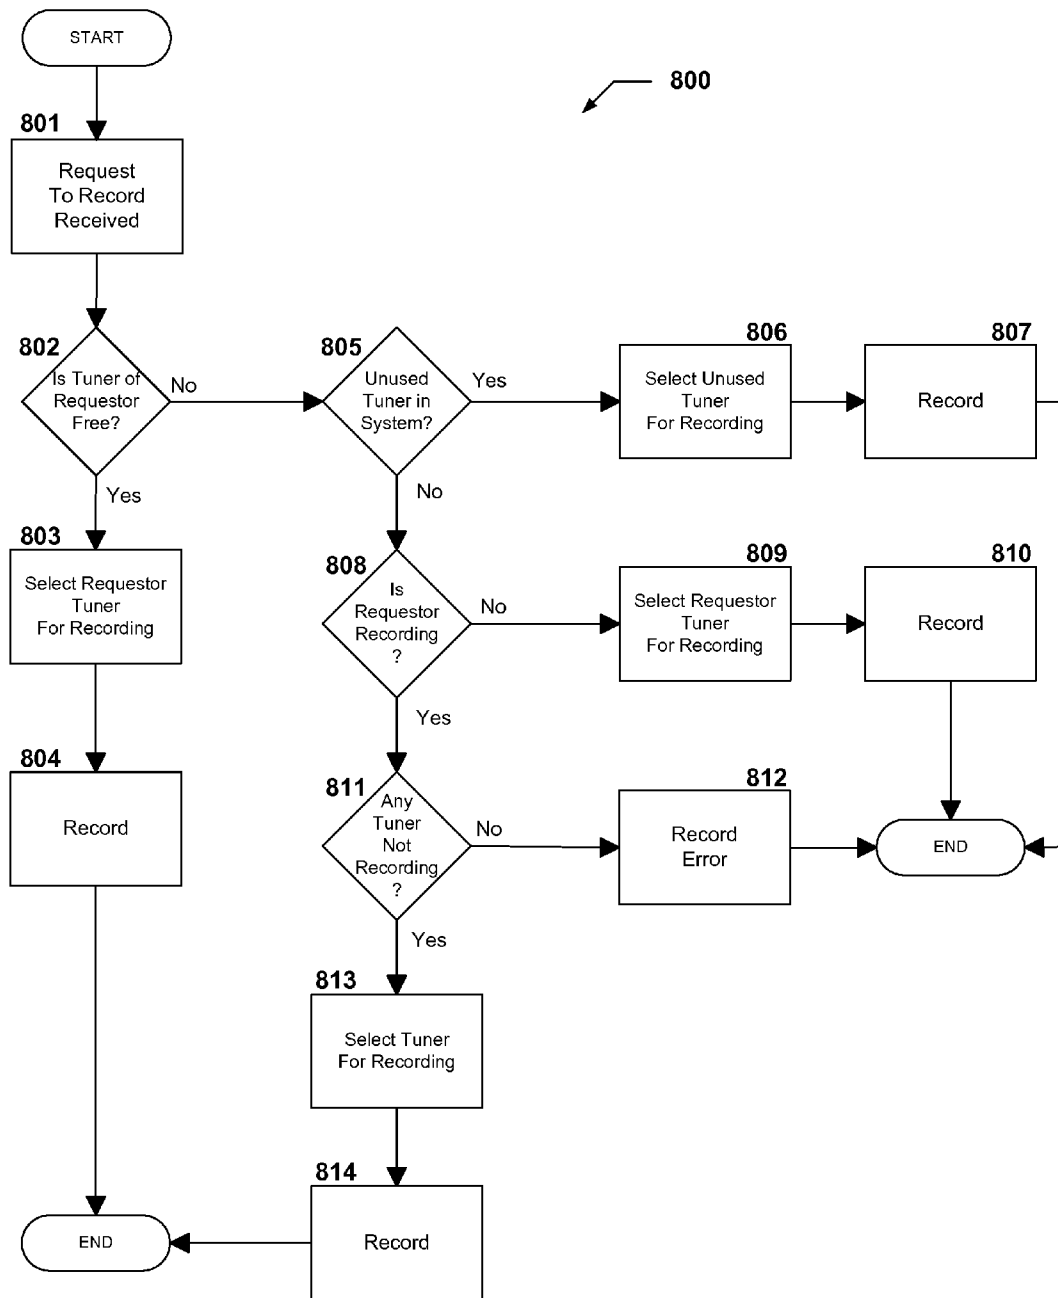 START
800
801
Request
To Record
Received
802
Is Tuner of
Requestor
Free?
No
Yes
805
Unused
Tuner in
System?
Yes
No
806
Select Unused
Tuner
For Recording
807
Record
803
Select Requestor
Tuner
For Recording
808
Is
Requestor
Recording
?
No
Yes
809
Select Requestor
Tuner
For Recording
810
Record
804
Record
811
Any
Tuner
Not
Recording
?
No
Yes
812
Record
Error
END
813
Select Tuner
For Recording
814
Record
END